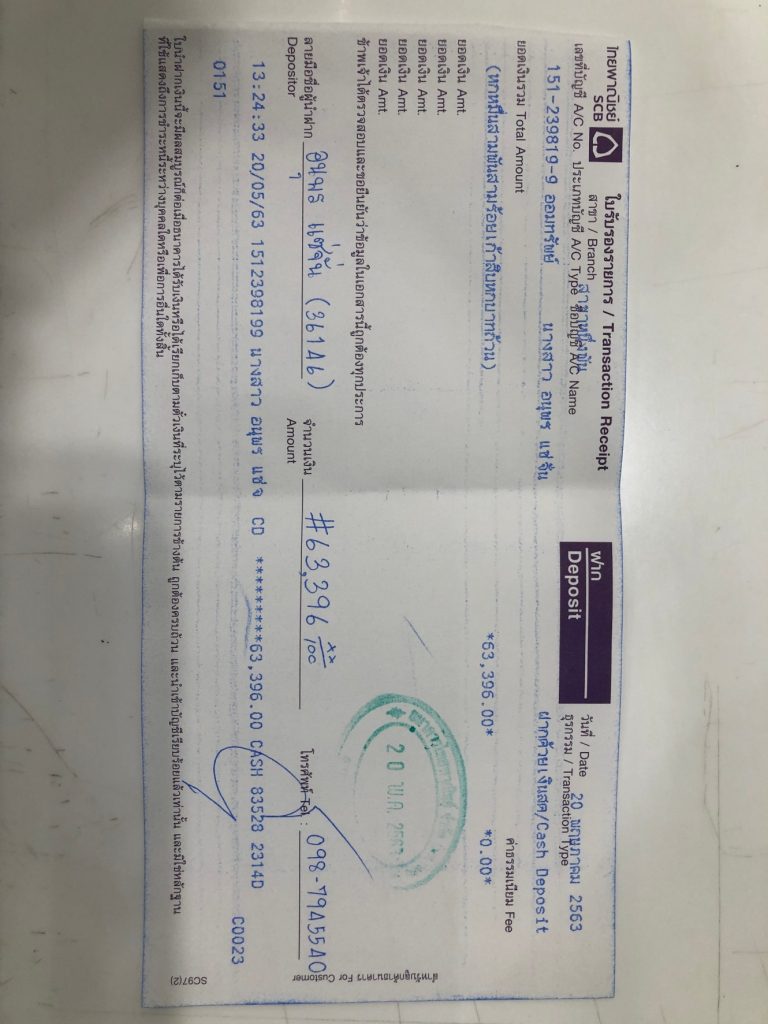 ไทยพาณิชย์
SCB
ใบรับรองรายการ / Transaction Receipt
ฝาก
Deposit
วันที่ / Date 20 พฤษภาคม 2563
สาขา / Branch สาขาหนึ่งพัน
ธุรกรรม / Transaction Type
เลขที่บัญชี A/C No. ประเภทบัญชี A/C Type ชื่อบัญชี A/C Name
ฝากด้วยเงินสด/Cash Deposit
151-239819-9 ออมทรัพย์ นางสาว อนุพร แซ่จั่น
ค่าธรรมเนียม Fee
ยอดเงินรวม Total Amount *63,396.00* *0.00*
(หกหมื่นสามพันสามร้อยเก้าสิบหกบาทถ้วน)
ยอดเงิน Amt.
ยอดเงิน Amt.
ยอดเงิน Amt.
ยอดเงิน Amt.
ยอดเงิน Amt.
20 พ.ค. 2563
ข้าพเจ้าได้ตรวจสอบและขอยืนยันว่าข้อมูลในเอกสารนี้ถูกต้องทุกประการ
ลายมือชื่อผู้นำฝาก อนุพร แซ่จั่น (36146) จำนวนเงิน #63,396 xx/100 โทรศัพท์ Tel. : 098-7945540
Depositor Amount
13:24:33 20/05/63 1512398199 นางสาว อนุพร แซ่จ CD *********63,396.00 CASH 83528 2314D
0151 C0023
ใบนำฝากเงินนี้จะมีผลสมบูรณ์ก็ต่อเมื่อธนาคารได้รับเงินหรือได้เรียกเก็บตามตั๋วเงินที่ระบุไว้ตามรายการข้างต้น ถูกต้องครบถ้วน และนำเข้าบัญชีเรียบร้อยแล้วเท่านั้น และมิใช่หลักฐาน
ที่ใช้แสดงถึงการชำระหนี้ระหว่างบุคคลใดหรือเพื่อการอื่นใดทั้งสิ้น
สำหรับลูกค้าธนาคาร For Customer
SC97(2)